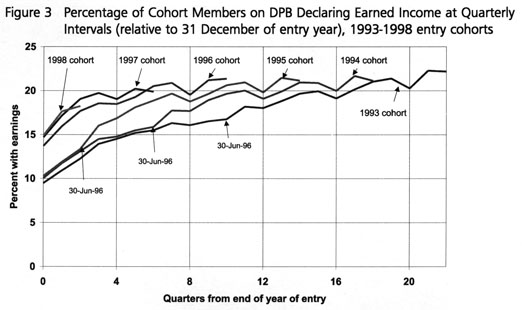 Figure 3 Percentage of Cohort Members on DPB Declaring Earned Income at Quarterly
Intervals (relative to 31 December of entry year), 1993-1998 entry cohorts
25
20
15
10
5
0
Percent with earnings
1998 cohort
1997 cohort
1996 cohort
1995 cohort
1994 cohort
1993 cohort
30-Jun-96
30-Jun-96
30-Jun-96
0
4
8
12
16
20
Quarters from end of year of entry